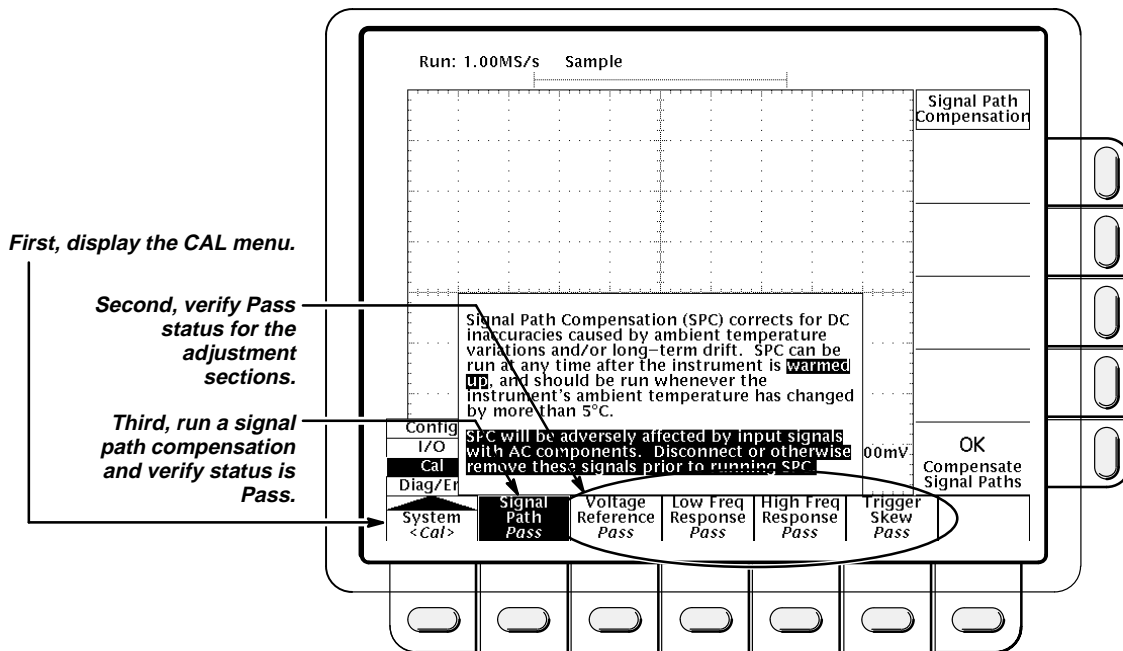 Run: 1.00MS/s Sample
Signal Path
Compensation
First, display the CAL menu.
Second, verify Pass
status for the
adjustment
sections.
Third, run a signal
path compensation
and verify status is
Pass.
Signal Path Compensation (SPC) corrects for DC
inaccuracies caused by ambient temperature
variations and/or long-term drift. SPC can be
run at any time after the instrument is warmed
up, and should be run whenever the
instrument's ambient temperature has changed
by more than 5°C.
SPC will be adversely affected by input signals
with AC components. Disconnect or otherwise
remove these signals prior to running SPC.
Config
I/O
Cal
Diag/Er
00mV
OK
Compensate
Signal Paths
System
<Cal>
Signal
Path
Pass
Voltage
Reference
Pass
Low Freq
Response
Pass
High Freq
Response
Pass
Trigger
Skew
Pass